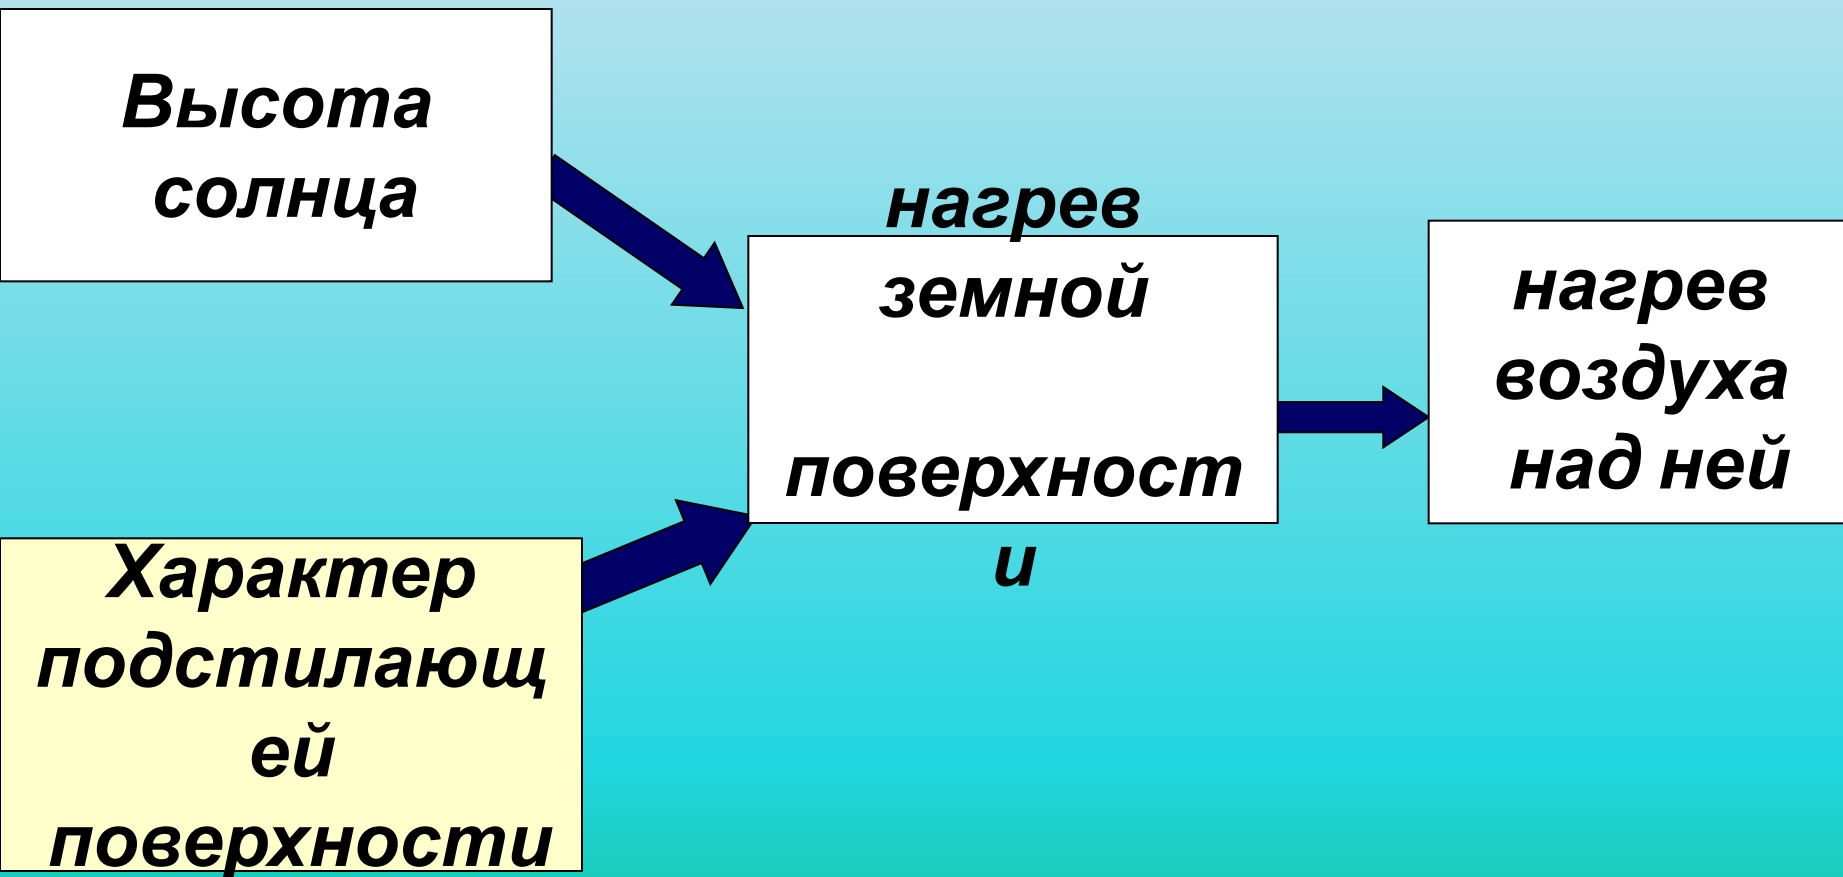 Высота
солнца
нагрев
земной
поверхност
и
нагрев
воздуха
над ней
Характер
подстилающ
ей
поверхности